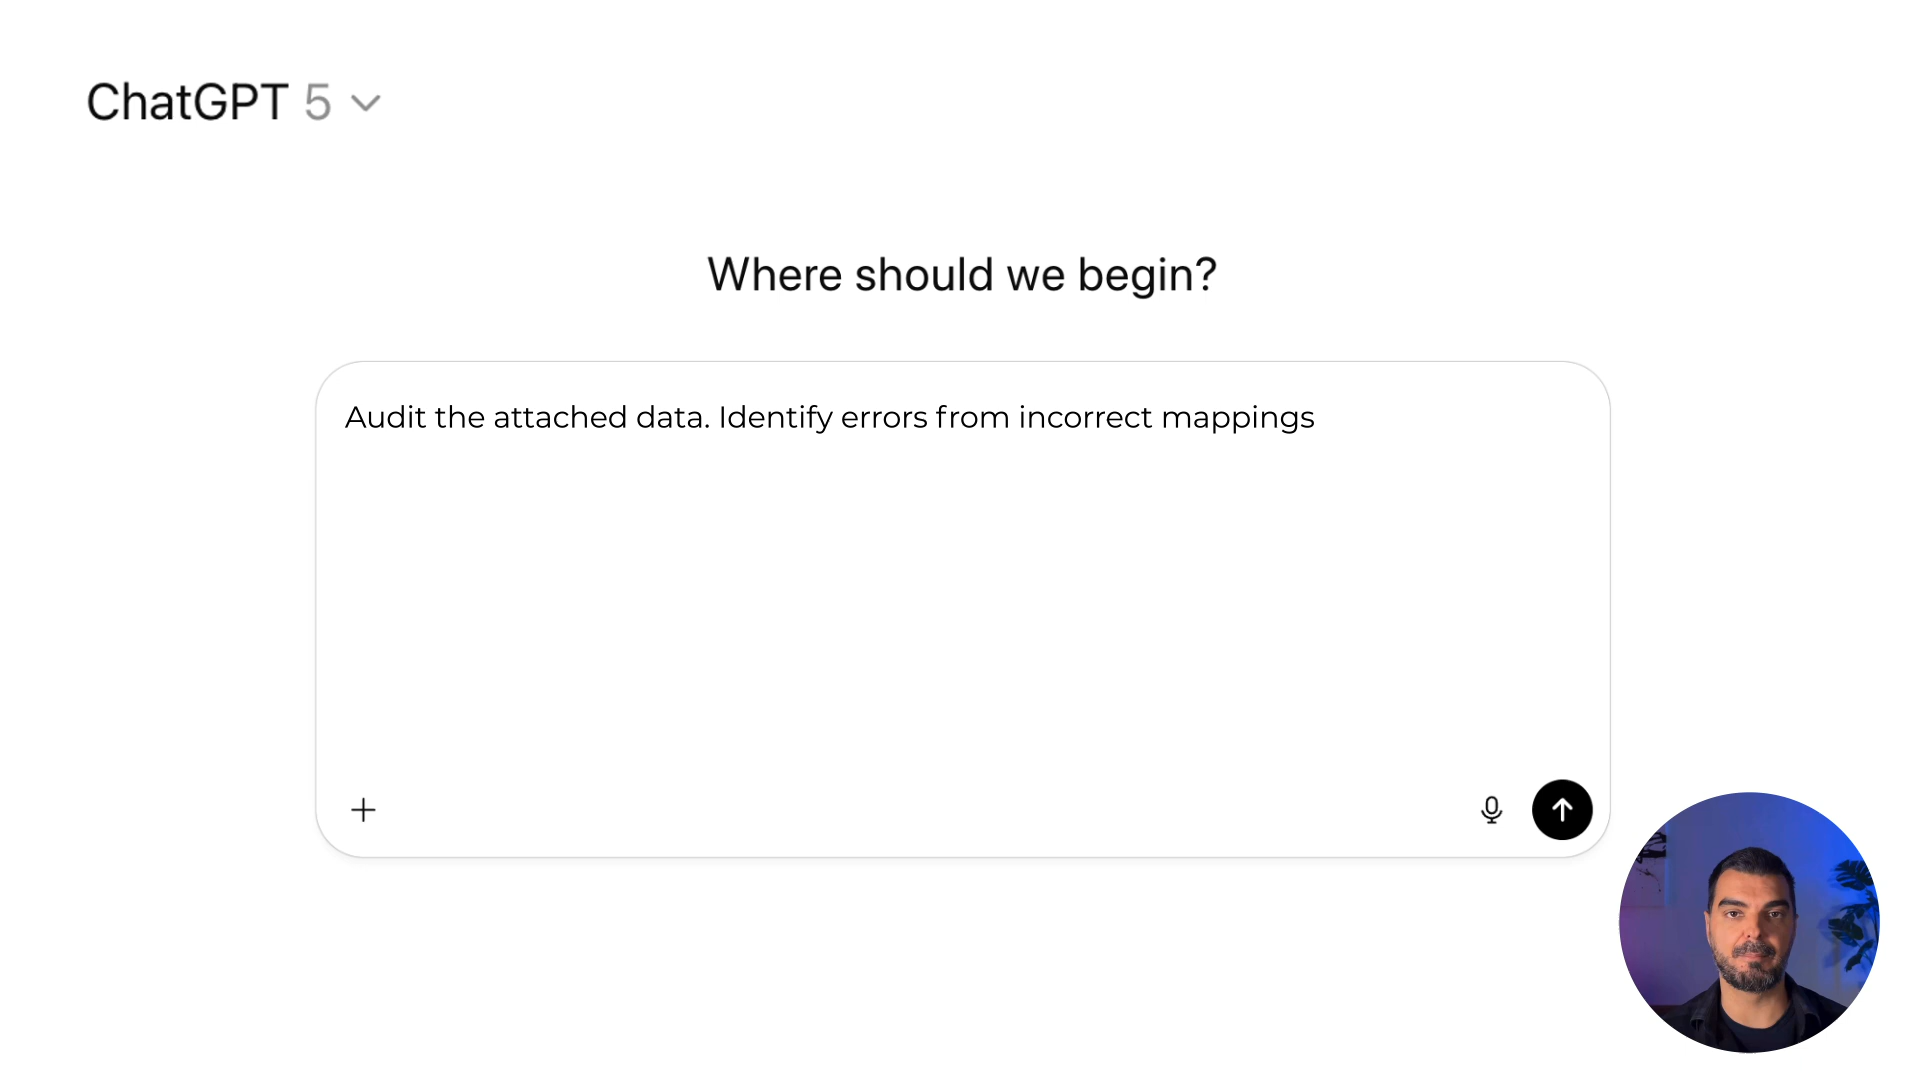 ChatGPT 5
Where should we begin?
Audit the attached data. Identify errors from incorrect mappings